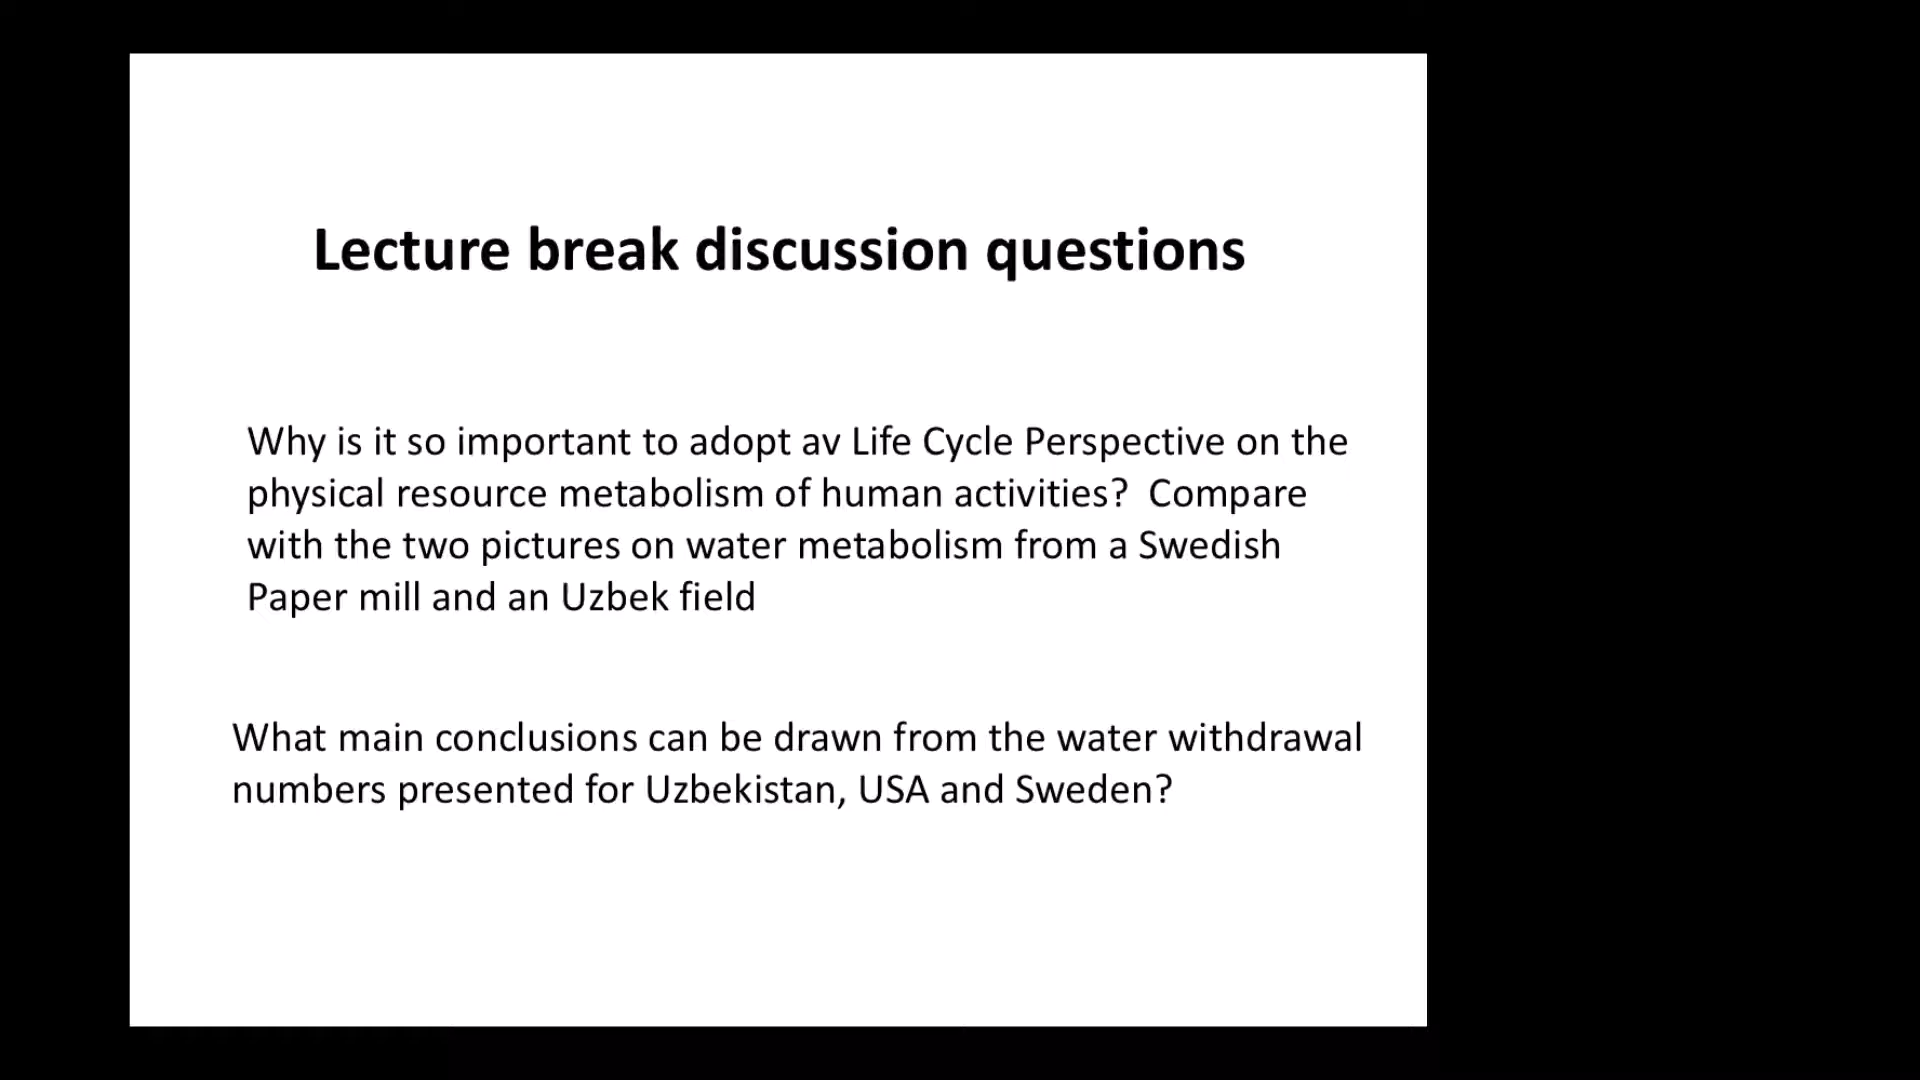 Lecture break discussion questions
Why is it so important to adopt av Life Cycle Perspective on the
physical resource metabolism of human activities?  Compare
with the two pictures on water metabolism from a Swedish
Paper mill and an Uzbek field
What main conclusions can be drawn from the water withdrawal
numbers presented for Uzbekistan, USA and Sweden?